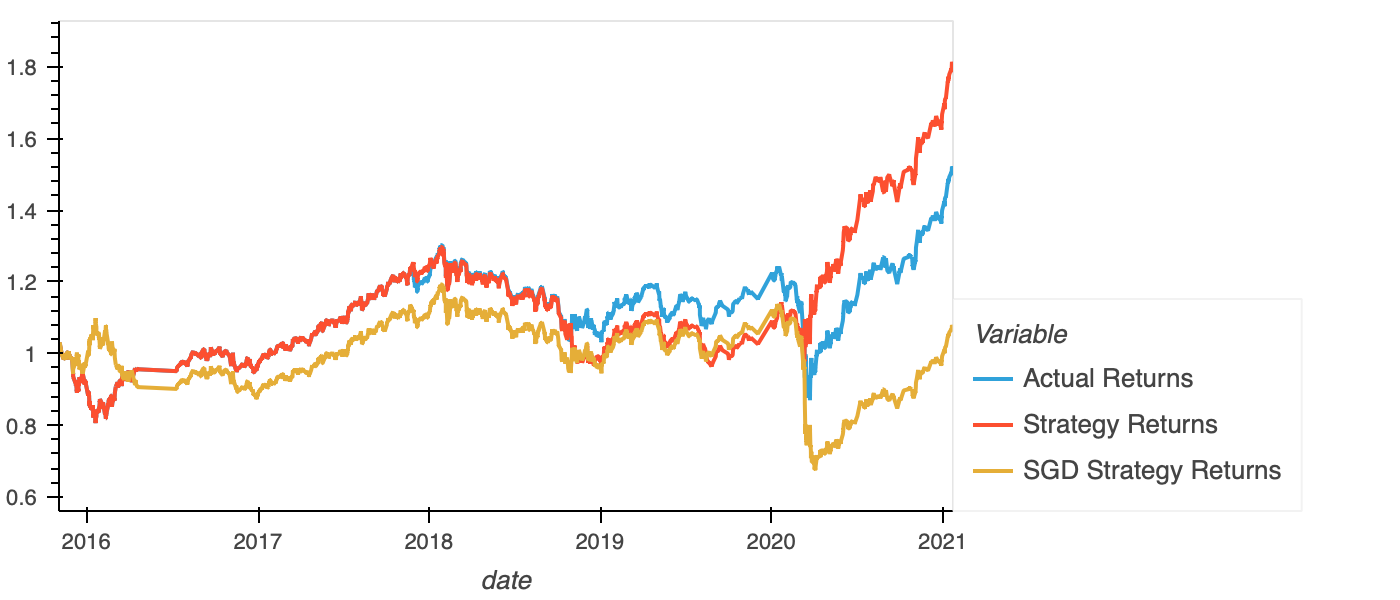 1.8
1.6
1.4
1.2
1
0.8
0.6
2016 2017 2018 2019 2020 2021
date
Variable
Actual Returns
Strategy Returns
SGD Strategy Returns